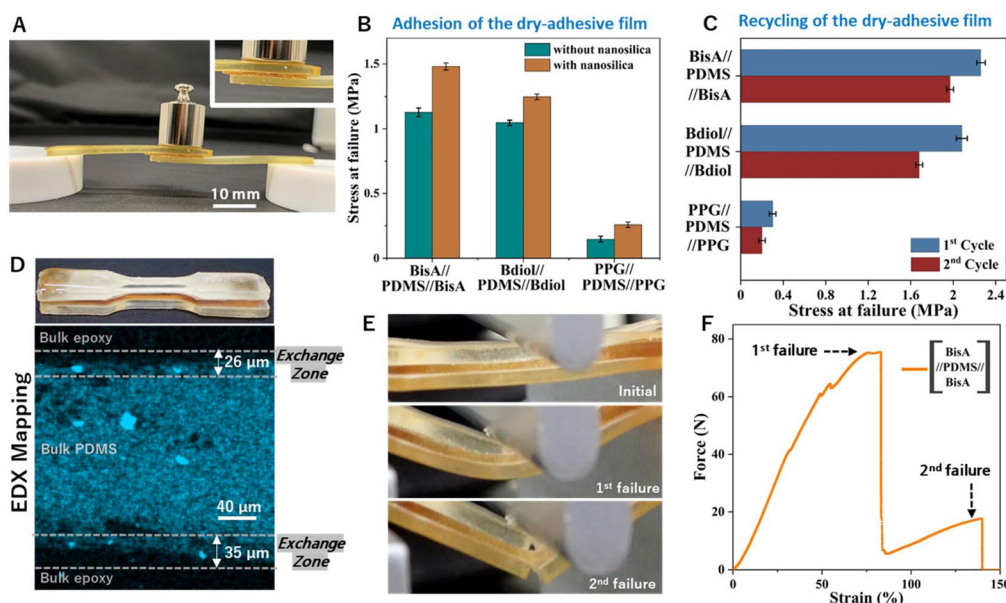 A
10 mm
B
Adhesion of the dry-adhesive film
without nanosilica
with nanosilica
Stress at failure (MPa)
1.5
1
0.5
0
BisA//
PDMS//BisA
Bdiol//
PDMS//Bdiol
PPG//
PDMS//PPG
C
Recycling of the dry-adhesive film
BisA//
PDMS
//BisA
Bdiol//
PDMS
//Bdiol
PPG//
PDMS
//PPG
1st Cycle
2nd Cycle
0 0.4 0.8 1.2 1.6 2 2.4
Stress at failure (MPa)
D
EDX Mapping
Bulk epoxy
26 µm
Exchange
Zone
Bulk PDMS
40 µm
35 µm
Exchange
Zone
Bulk epoxy
E
Initial
1st failure
2nd failure
F
80
60
40
20
0
Force (N)
1st failure
BisA
//PDMS//
BisA
2nd failure
0 50 100 150
Strain (%)